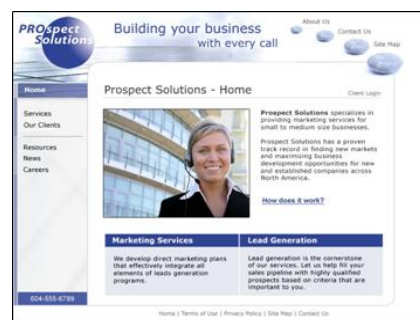 PROspect
Solutions
Building your business
with every call
About Us
Contact Us
Site Map
Home
Services
Our Clients
Resources
News
Careers
604-555-6789
Prospect Solutions - Home
Client Login
Prospect Solutions specializes in
providing marketing services for
small to medium size businesses.
Prospect Solutions has a proven
track record in finding new markets
and maximizing business
development opportunities for new
and established companies across
North America.
How does it work?
Marketing Services
We develop direct marketing plans
that effectively integrate all
elements of leads generation
programs.
Lead Generation
Lead generation is the cornerstone
of our services. Let us help fill your
sales pipeline with highly qualified
prospects based on criteria that are
important to you.
Home | Terms of Use | Privacy Policy | Site Map | Contact Us